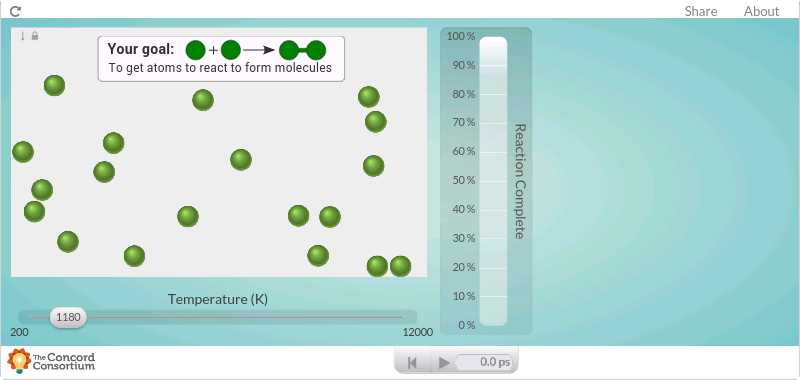 Share
About
Your goal: +
To get atoms to react to form molecules
100 %
90 %
80 %
70 %
60 %
50 %
40 %
30 %
20 %
10 %
0 %
Reaction Complete
Temperature (K)
1180
200
12000
The Concord
Consortium
0.0 ps